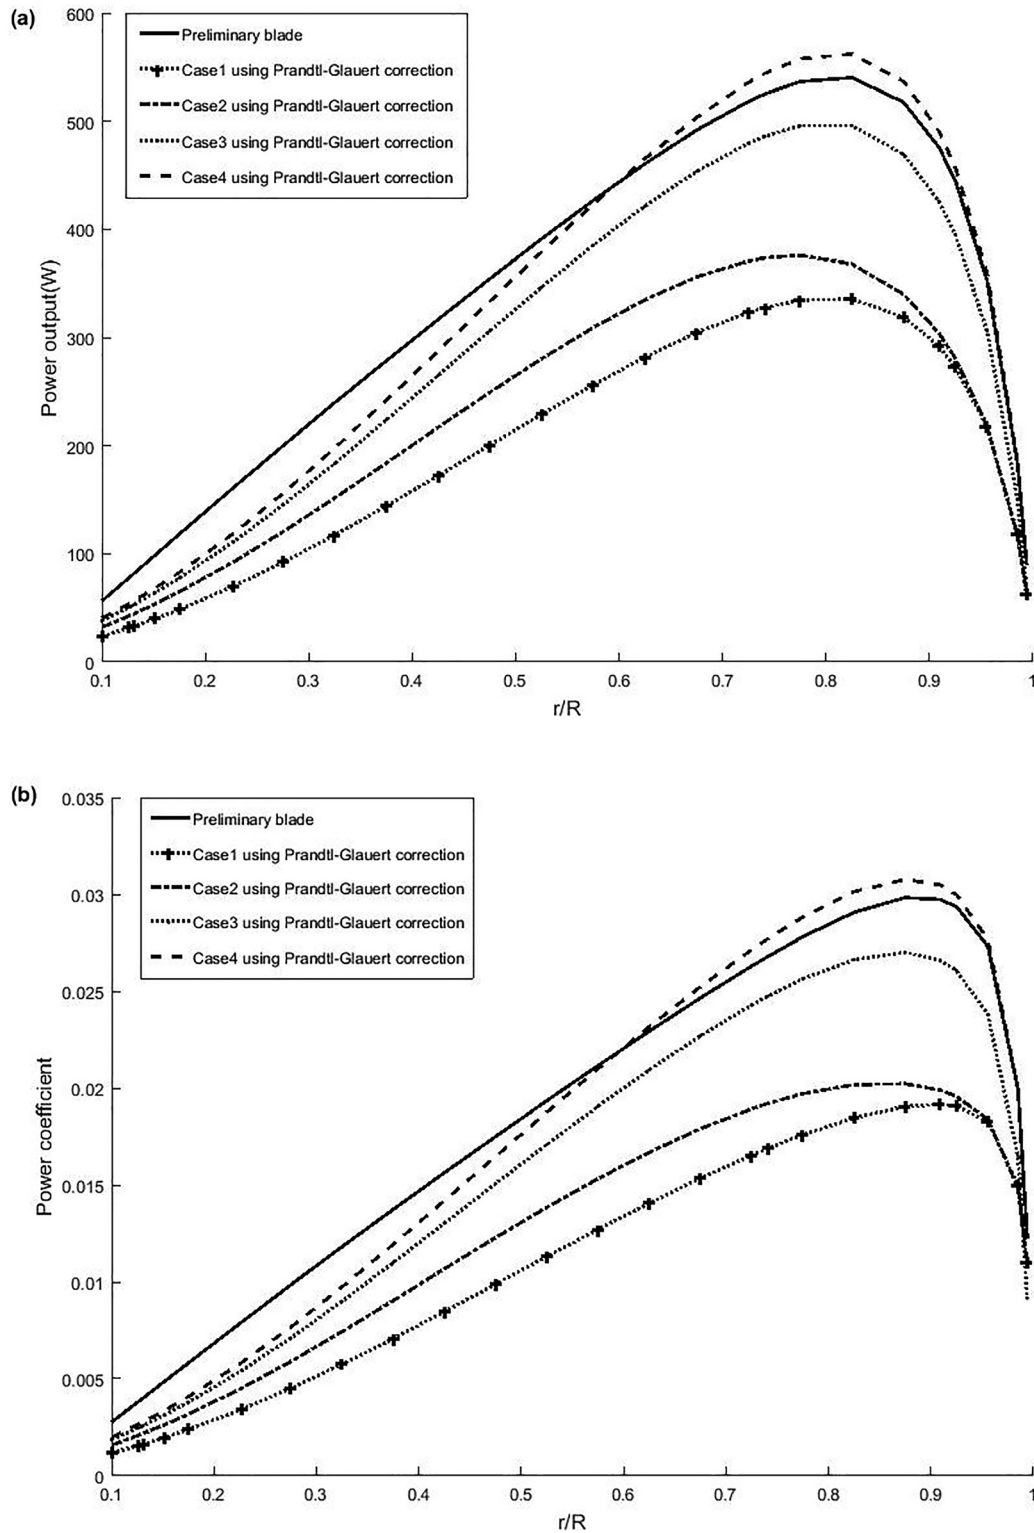 (a)
600
500
400
300
200
100
0
Power output(W)
Preliminary blade
Case1 using Prandtl-Glauert correction
Case2 using Prandtl-Glauert correction
Case3 using Prandtl-Glauert correction
Case4 using Prandtl-Glauert correction
0.1 0.2 0.3 0.4 0.5 0.6 0.7 0.8 0.9 1
r/R
(b)
0.035
0.03
0.025
0.02
0.015
0.01
0.005
0
Power coefficient
Preliminary blade
Case1 using Prandtl-Glauert correction
Case2 using Prandtl-Glauert correction
Case3 using Prandtl-Glauert correction
Case4 using Prandtl-Glauert correction
0.1 0.2 0.3 0.4 0.5 0.6 0.7 0.8 0.9 1
r/R